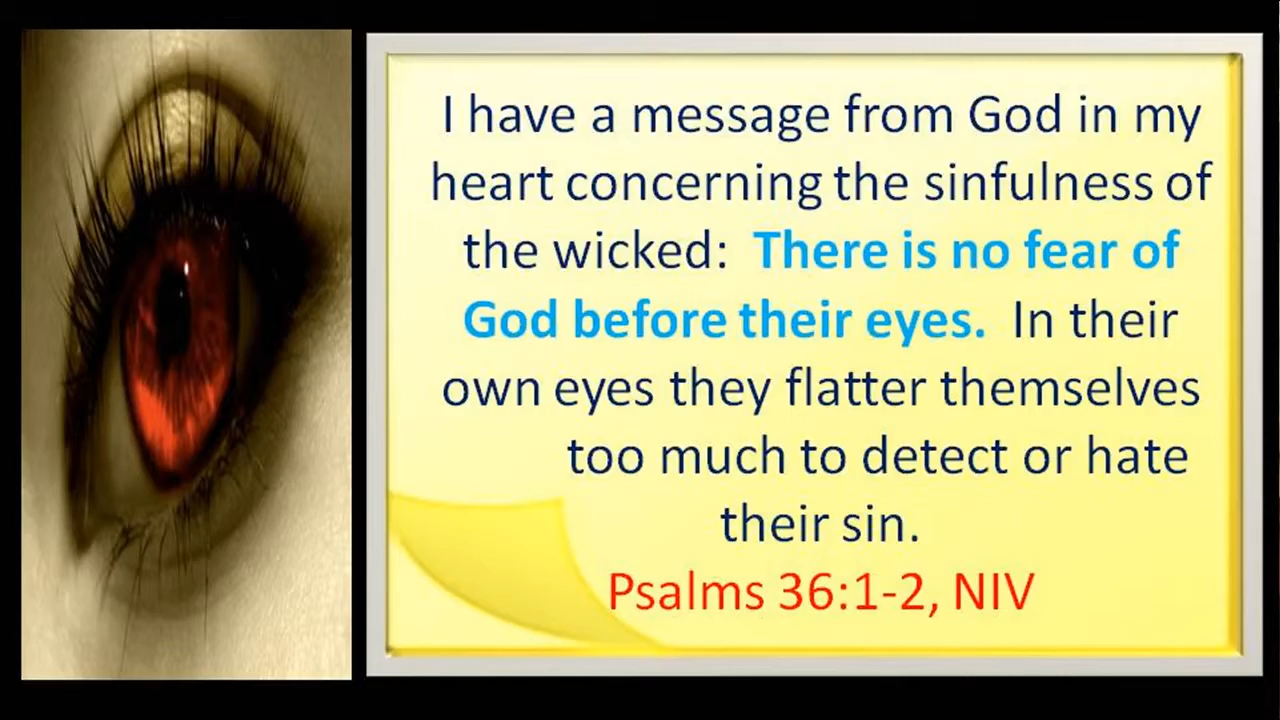 I have a message from God in my
heart concerning the sinfulness of
the wicked: There is no fear of
God before their eyes. In their
own eyes they flatter themselves
too much to detect or hate
their sin.
Psalms 36:1-2, NIV